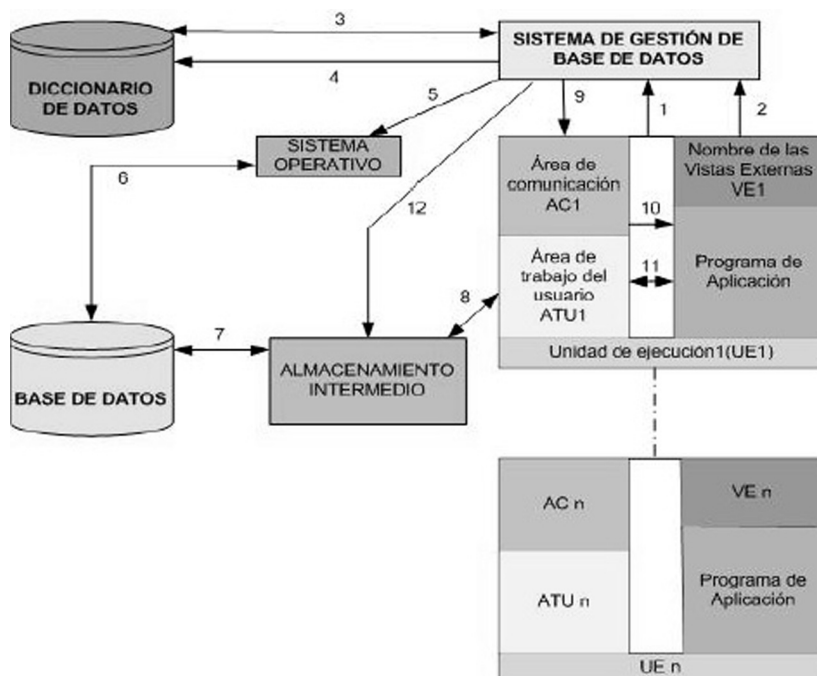 3
SISTEMA DE GESTIÓN DE
BASE DE DATOS
DICCIONARIO
DE DATOS
4
5
9
1
2
SISTEMA
OPERATIVO
6
12
Área de
comunicación
AC1
Nombre de las
Vistas Externas
VE1
10
Área de
trabajo del
usuario
ATU1
11
Programa de
Aplicación
8
7
BASE DE DATOS
ALMACENAMIENTO
INTERMEDIO
Unidad de ejecución1(UE1)
AC n
VE n
ATU n
Programa de
Aplicación
UE n